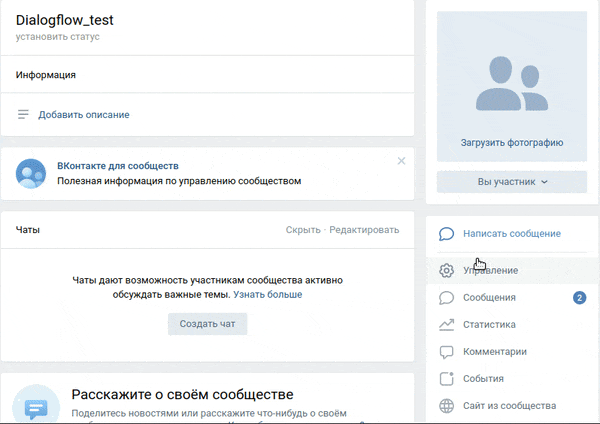 Dialogflow_test
установить статус
Информация
Добавить описание
ВКонтакте для сообществ
Полезная информация по управлению сообществом
Чаты
Скрыть · Редактировать
Чаты дают возможность участникам сообщества активно
обсуждать важные темы. Узнать больше
Создать чат
Расскажите о своём сообществе
Поделитесь новостями или расскажите что-нибудь о своём
Загрузить фотографию
Вы участник
Написать сообщение
Управление
Сообщения 2
Статистика
Комментарии
События
Сайт из сообщества